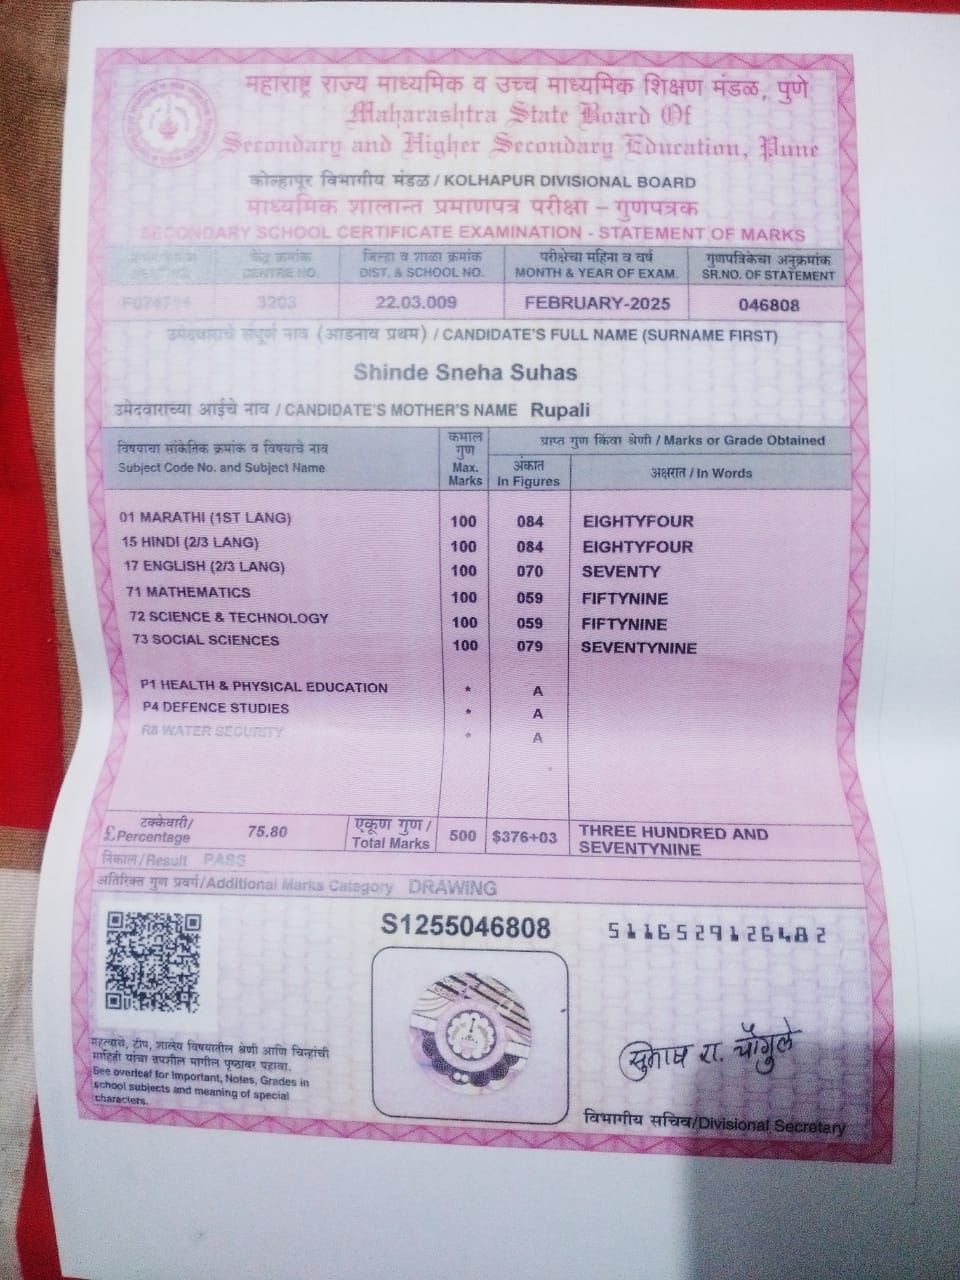 महाराष्ट्र राज्य माध्यमिक व उच्च माध्यमिक शिक्षण मंडळ, पुणे
Maharashtra State Board Of
Secondary and Higher Secondary Education, Pune
कोल्हापूर विभागीय मंडळ / KOLHAPUR DIVISIONAL BOARD
माध्यमिक शालान्त प्रमाणपत्र परीक्षा – गुणपत्रक
SECONDARY SCHOOL CERTIFICATE EXAMINATION - STATEMENT OF MARKS
केंद्र क्रमांक जिल्हा व शाळा क्रमांक परीक्षेचा महिना व वर्ष गुणपत्रिकेचा अनुक्रमांक
CENTRE NO. DIST. & SCHOOL NO. MONTH & YEAR OF EXAM. SR.NO. OF STATEMENT
3203 22.03.009 FEBRUARY-2025 046808
उमेदवाराचे संपूर्ण नाव (आडनाव प्रथम) / CANDIDATE'S FULL NAME (SURNAME FIRST)
Shinde Sneha Suhas
उमेदवाराच्या आईचे नाव / CANDIDATE'S MOTHER'S NAME Rupali
विषयाचा सांकेतिक क्रमांक व विषयाचे नाव
Subject Code No. and Subject Name
कमाल
गुण
Max.
Marks
प्राप्त गुण किंवा श्रेणी / Marks or Grade Obtained
अंकात
In Figures
अक्षरात / In Words
01 MARATHI (1ST LANG) 100 084 EIGHTYFOUR
15 HINDI (2/3 LANG) 100 084 EIGHTYFOUR
17 ENGLISH (2/3 LANG) 100 070 SEVENTY
71 MATHEMATICS 100 059 FIFTYNINE
72 SCIENCE & TECHNOLOGY 100 059 FIFTYNINE
73 SOCIAL SCIENCES 100 079 SEVENTYNINE
P1 HEALTH & PHYSICAL EDUCATION * A
P4 DEFENCE STUDIES * A
R8 WATER SECURITY * A
टक्केवारी/
£Percentage
75.80
एकूण गुण /
Total Marks
500 $376+03
THREE HUNDRED AND
SEVENTYNINE
निकाल/Result PASS
अतिरिक्त गुण प्रवर्ग/Additional Marks Category DRAWING
S1255046808
5116529126482
महत्वाचे, टीप, शालेय विषयातील श्रेणी आणि चिन्हांची
माहिती यांचा तपशील मागील पृष्ठावर पहावा.
See overleaf for Important, Notes, Grades in
school subjects and meaning of special
characters.
सुभाष रा. चौगुले
विभागीय सचिव/Divisional Secretary